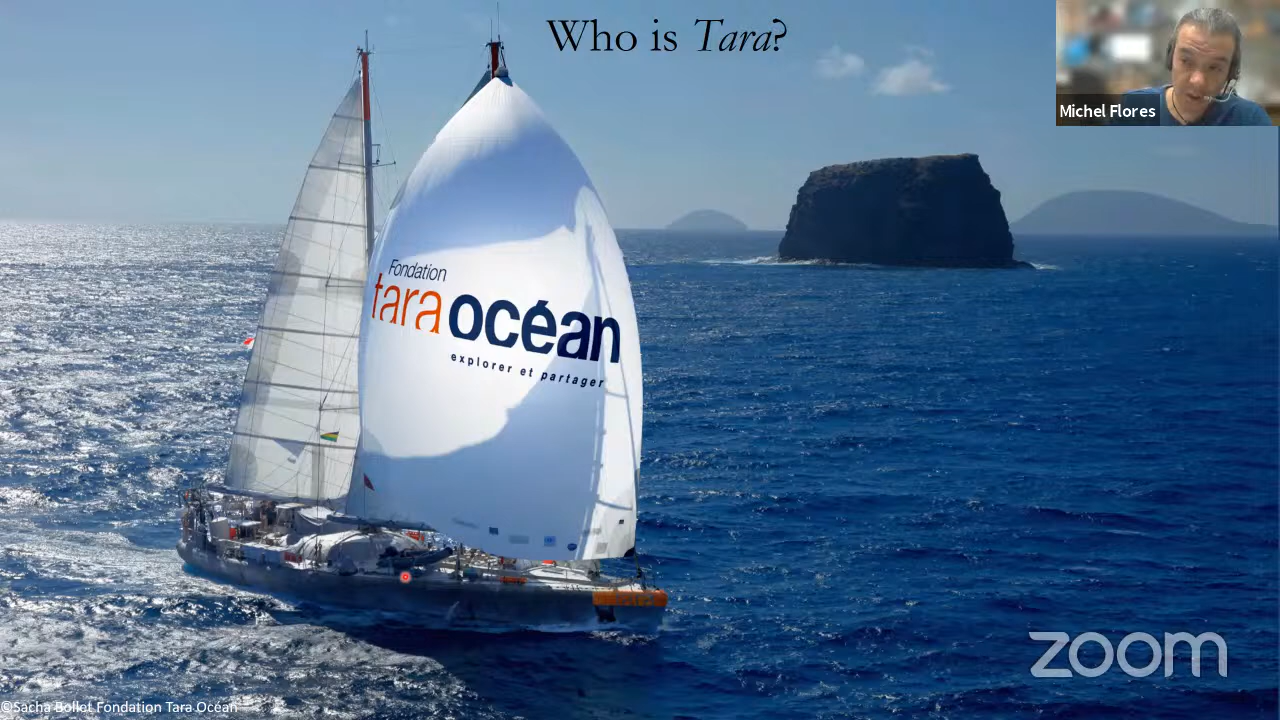 Who is Tara?
Michel Flores
Fondation
tara océan
explorer et partager
zoom
©Sacha Bollet Fondation Tara Océan